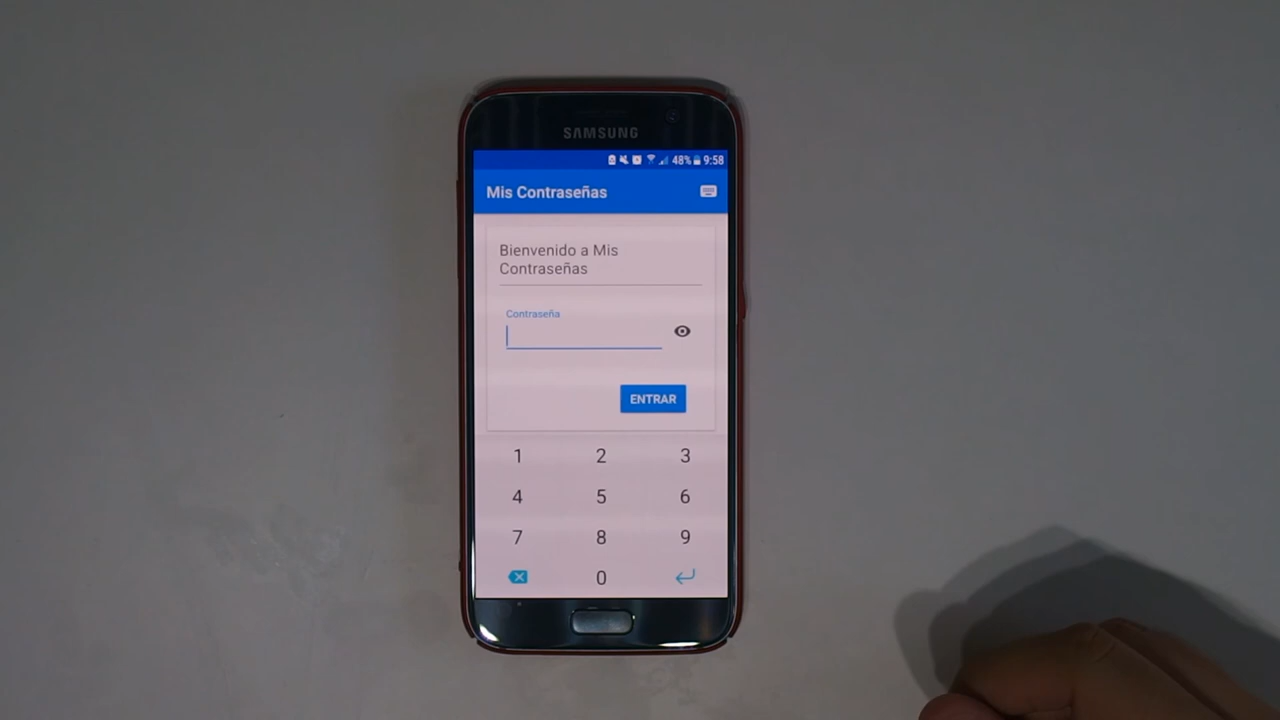 SAMSUNG
48% 9:58
Mis Contraseñas
Bienvenido a Mis
Contraseñas
Contraseña
ENTRAR
1 2 3
4 5 6
7 8 9
0